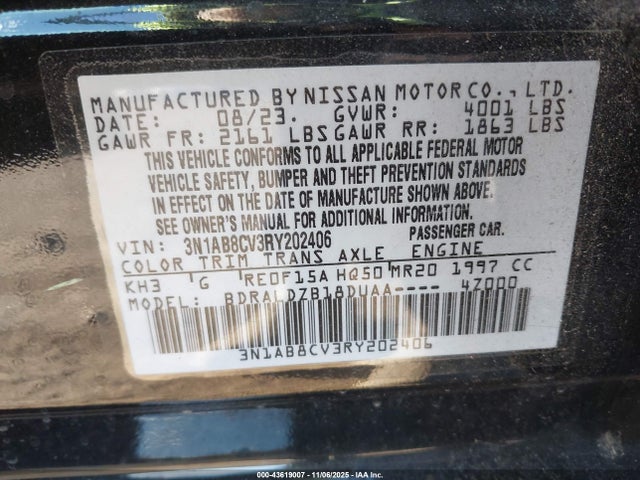 MANUFACTURED BY NISSAN MOTOR CO., LTD.
DATE: 08/23. GVWR: 4001 LBS
GAWR FR: 2161 LBS GAWR RR: 1863 LBS
THIS VEHICLE CONFORMS TO ALL APPLICABLE FEDERAL MOTOR
VEHICLE SAFETY, BUMPER AND THEFT PREVENTION STANDARDS
IN EFFECT ON THE DATE OF MANUFACTURE SHOWN ABOVE.
SEE OWNER'S MANUAL FOR ADDITIONAL INFORMATION.
VIN: 3N1AB8CV3RY202406 PASSENGER CAR.
COLOR TRIM TRANS AXLE ENGINE
KH3 G RE0F15A HQ50 MR20 1997 CC
BDRALDZB18DUAA---- 4Z000
3N1AB8CV3RY202406
000-43619007 - 11/06/2025 - IAA Inc.